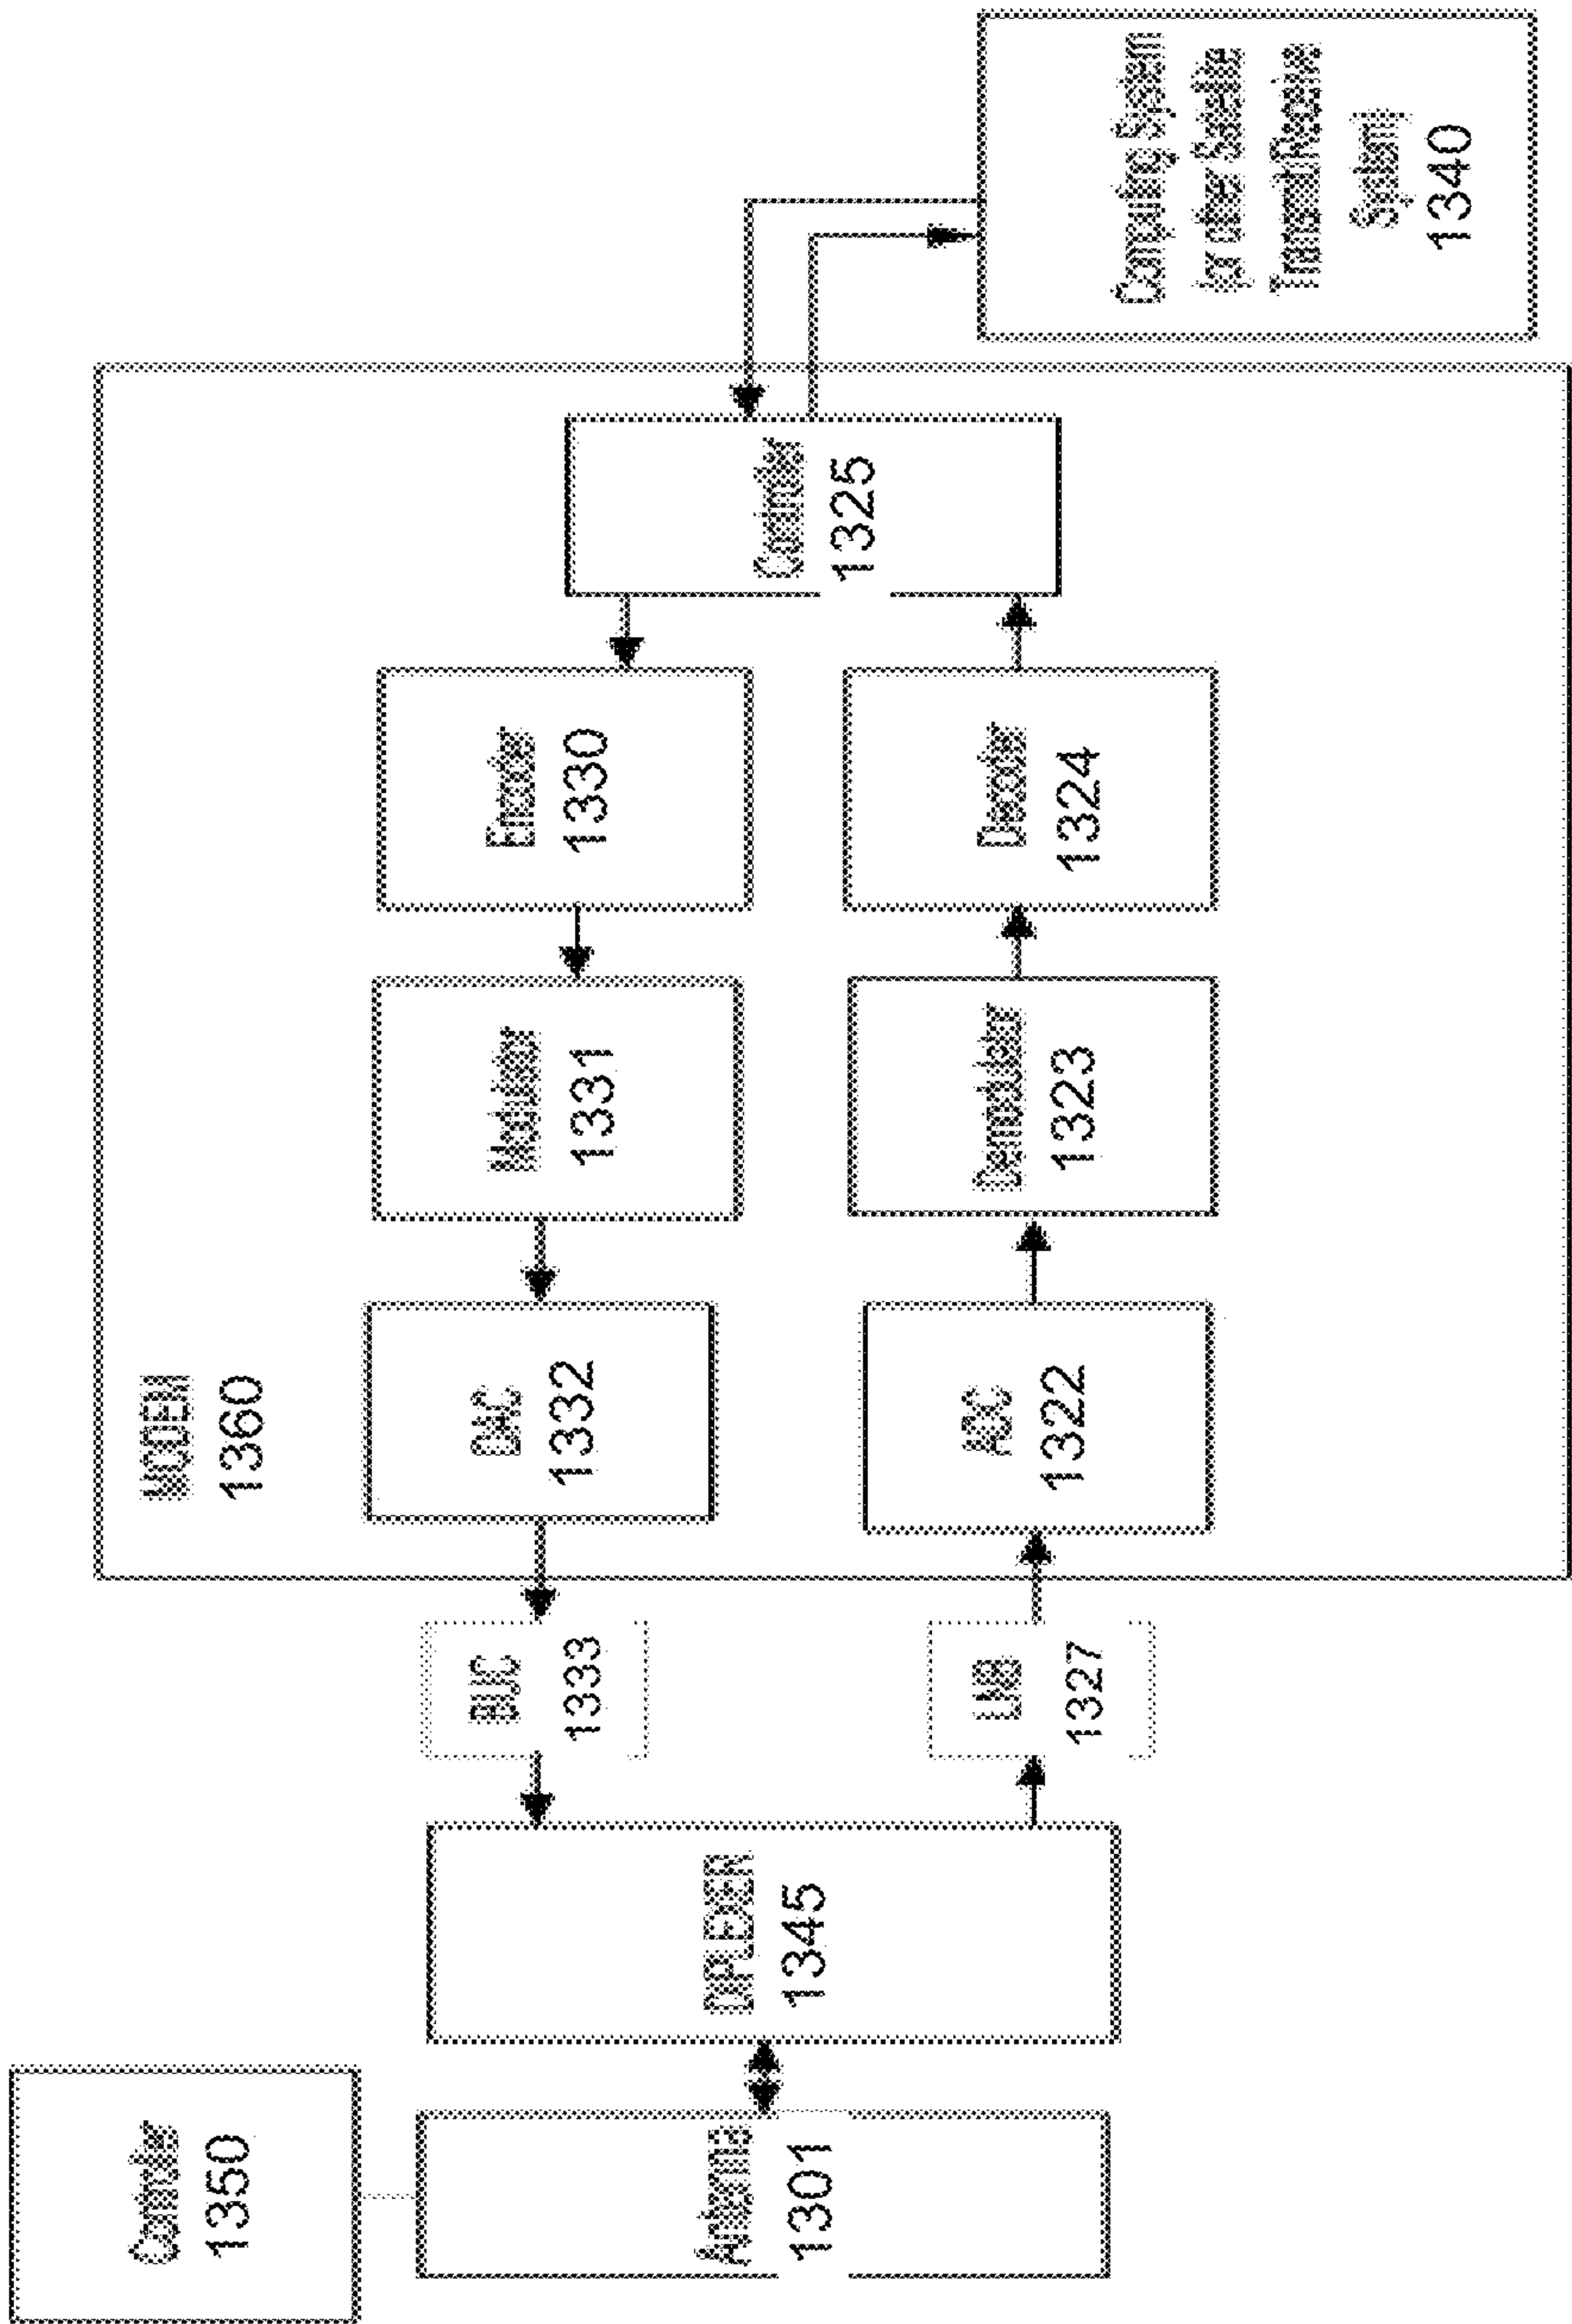 Controller
1350
Antenna
1301
DIPLEXER
1345
BUC
1333
LNB
1327
MODEM
1360
DAC
1332
Modulator
1331
Encoder
1330
ADC
1322
Demodulator
1323
Decoder
1324
Controller
1325
Computing System
(or other Satellite
Transmit/Receive
System)
1340